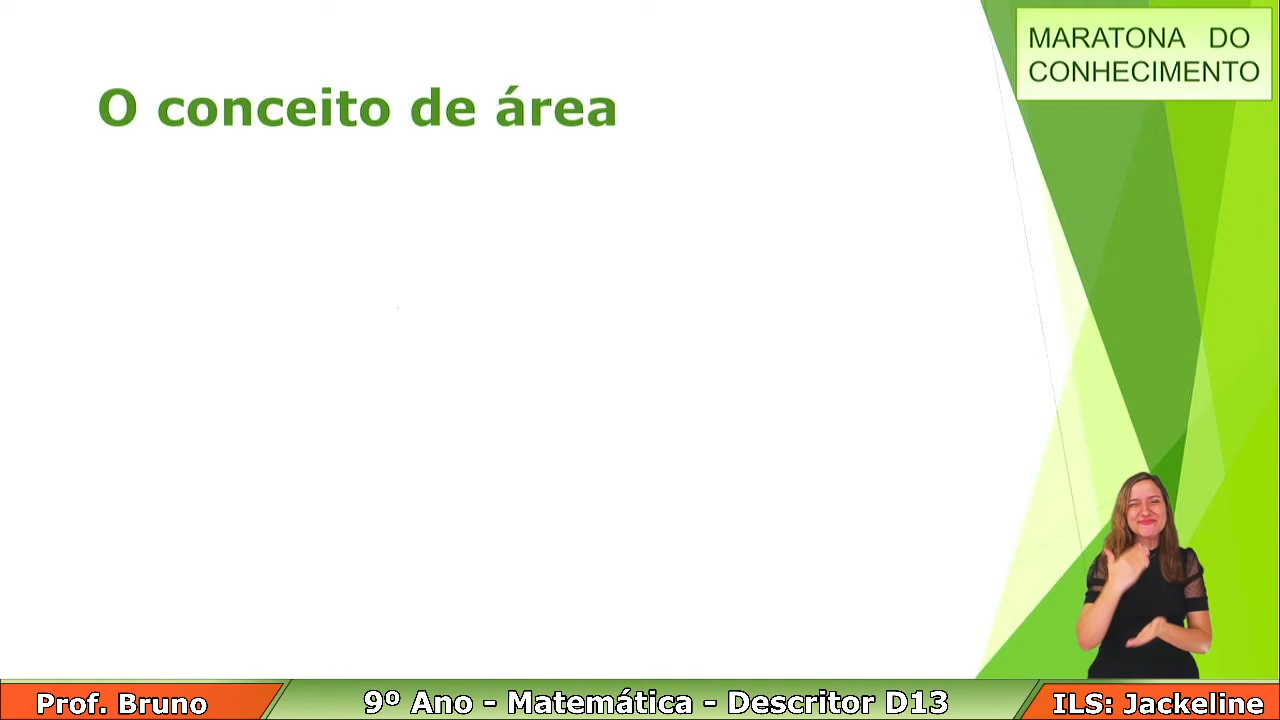 MARATONA DO
CONHECIMENTO
O conceito de área
Prof. Bruno
9º Ano - Matemática - Descritor D13
ILS: Jackeline